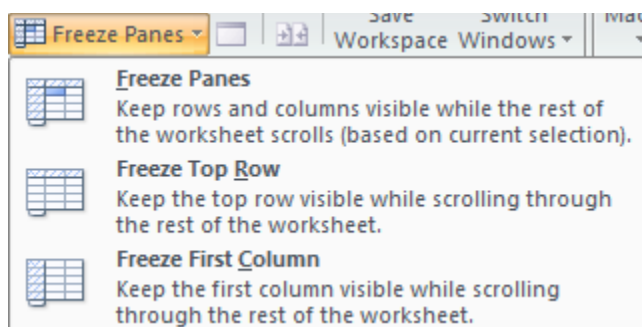 Freeze Panes
Save Switch
Workspace Windows
Freeze Panes
Keep rows and columns visible while the rest of
the worksheet scrolls (based on current selection).
Freeze Top Row
Keep the top row visible while scrolling through
the rest of the worksheet.
Freeze First Column
Keep the first column visible while scrolling
through the rest of the worksheet.